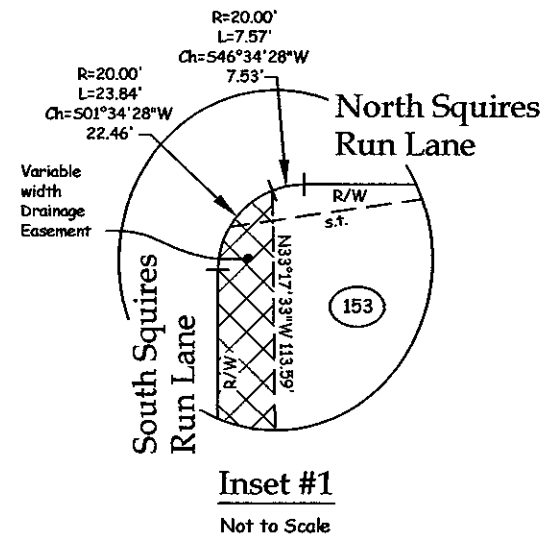 R=20.00'
L=7.57'
Ch=S46°34'28"W
7.53'
R=20.00'
L=23.84'
Ch=S01°34'28"W
22.46'
North Squires
Run Lane
Variable
width
Drainage
Easement
R/W
s.t.
N33°17'33"W 113.59'
153
South Squires
Run Lane
R/W
Inset #1
Not to Scale